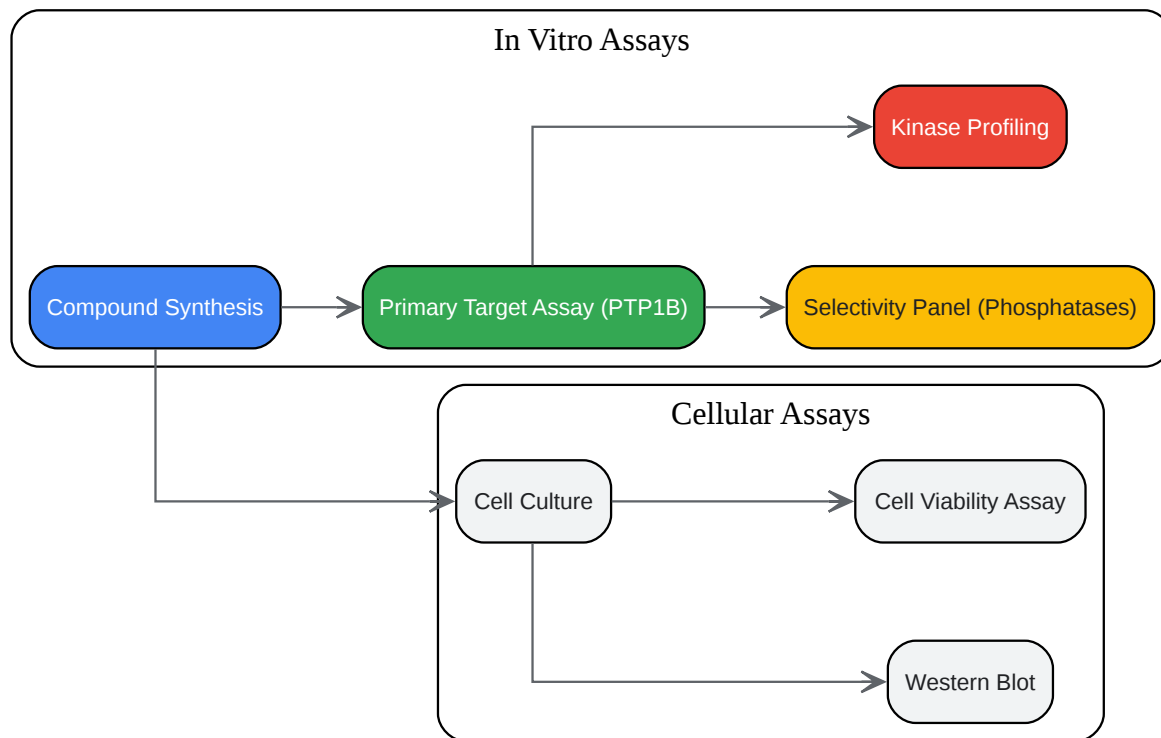 In Vitro Assays
Kinase Profiling
Compound Synthesis
Primary Target Assay (PTP1B)
Selectivity Panel (Phosphatases)
Cellular Assays
Cell Culture
Cell Viability Assay
Western Blot